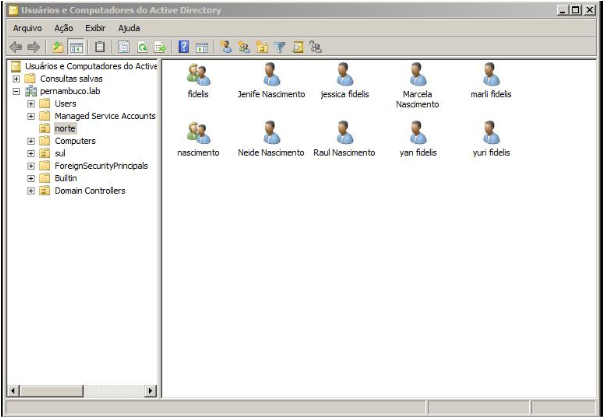 Usuários e Computadores do Active Directory
Arquivo Ação Exibir Ajuda
Usuários e Computadores do Active
Consultas salvas
pernambuco.lab
Users
Managed Service Accounts
norte
Computers
sul
ForeignSecurityPrincipals
Builtin
Domain Controllers
fidelis Jenife Nascimento jessica fidelis Marcela Nascimento marli fidelis
nascimento Neide Nascimento Raul Nascimento yan fidelis yuri fidelis